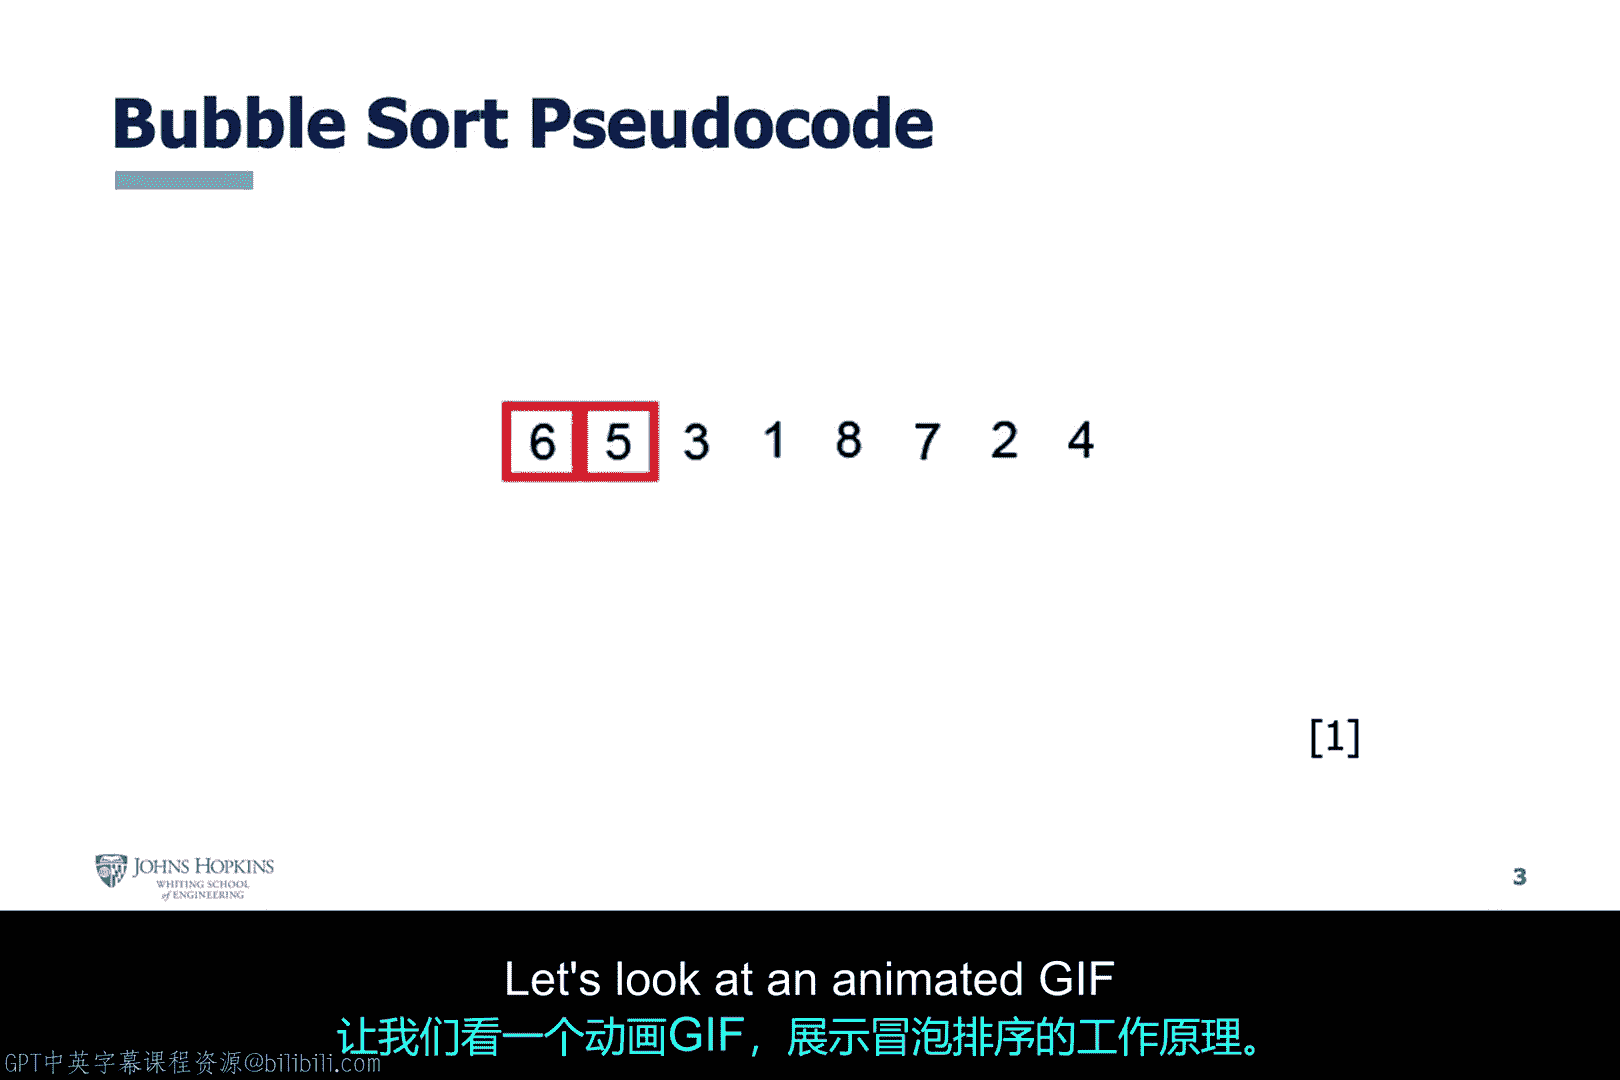 Bubble Sort Pseudocode
6 5 3 1 8 7 2 4
[1]
JOHNS HOPKINS
WHITING SCHOOL
of ENGINEERING
3
Let's look at an animated GIF
让我们看一个动画GIF，展示冒泡排序的工作原理。
GPT中英字幕课程资源@bilibili.com